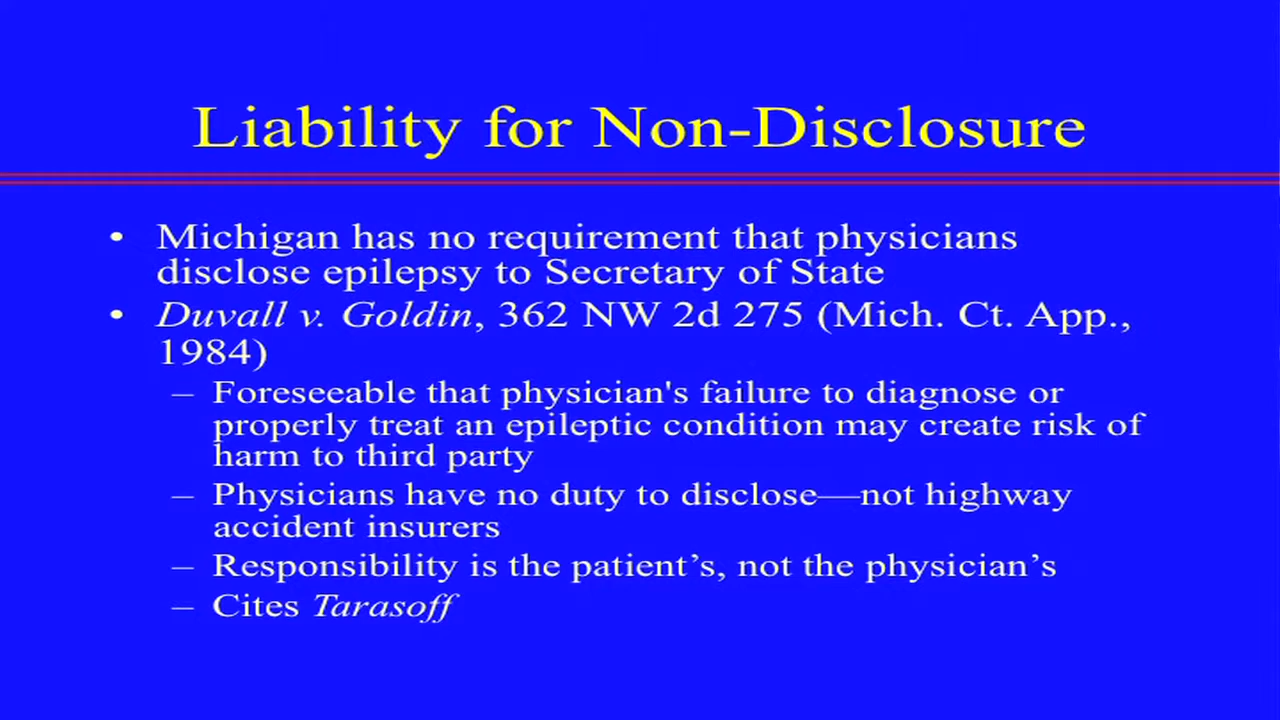 Liability for Non-Disclosure
• Michigan has no requirement that physicians
disclose epilepsy to Secretary of State
• Duvall v. Goldin, 362 NW 2d 275 (Mich. Ct. App.,
1984)
– Foreseeable that physician's failure to diagnose or
properly treat an epileptic condition may create risk of
harm to third party
– Physicians have no duty to disclose—not highway
accident insurers
– Responsibility is the patient’s, not the physician’s
– Cites Tarasoff